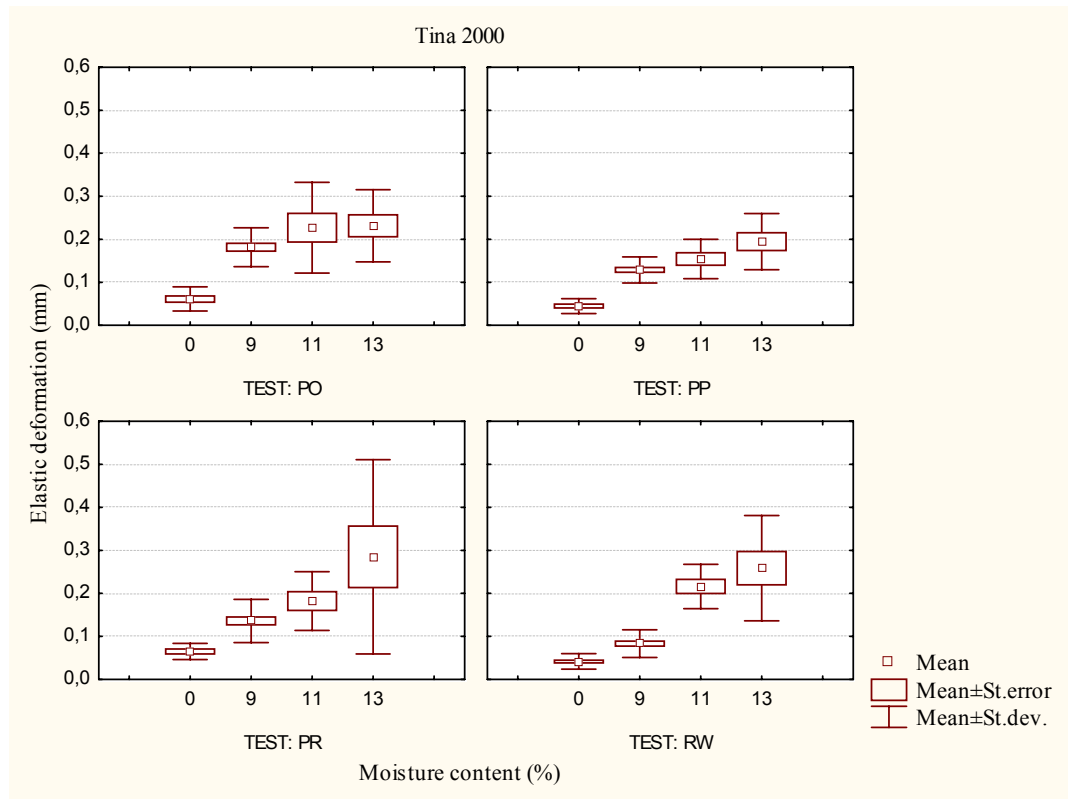 Tina 2000
Elastic deformation (mm)
0,6
0,5
0,4
0,3
0,2
0,1
0,0
0 9 11 13
TEST: PO
0 9 11 13
TEST: PP
0,6
0,5
0,4
0,3
0,2
0,1
0,0
0 9 11 13
TEST: PR
0 9 11 13
TEST: RW
Moisture content (%)
Mean
Mean±St.error
Mean±St.dev.